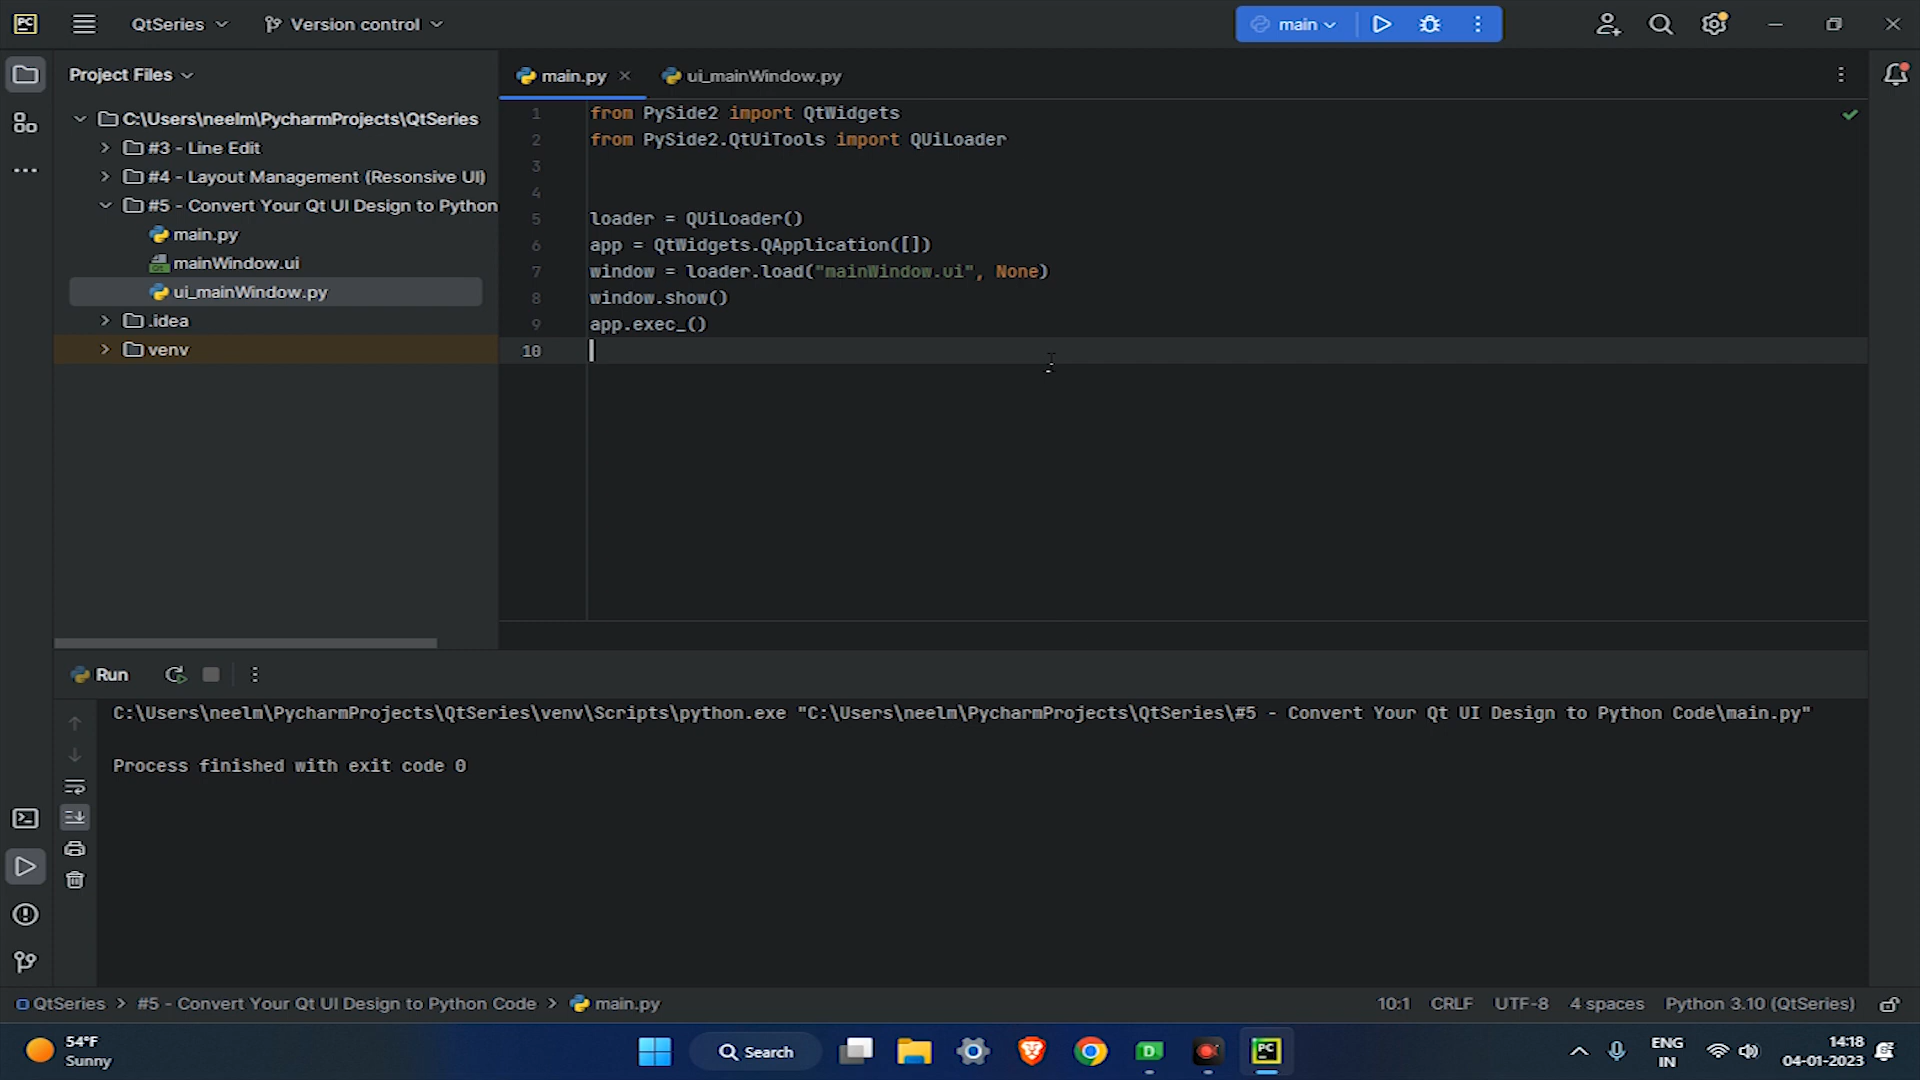 PC
QtSeries
Version control
main
Project Files
main.py
ui_mainWindow.py
C:\Users\neelm\PycharmProjects\QtSeries
#3 - Line Edit
#4 - Layout Management (Resonsive UI)
#5 - Convert Your Qt UI Design to Python
main.py
mainWindow.ui
ui_mainWindow.py
.idea
venv
1 from PySide2 import QtWidgets
2 from PySide2.QtUiTools import QUiLoader
3
4
5 loader = QUiLoader()
6 app = QtWidgets.QApplication([])
7 window = loader.load("mainWindow.ui", None)
8 window.show()
9 app.exec_()
10
Run
C:\Users\neelm\PycharmProjects\QtSeries\venv\Scripts\python.exe "C:\Users\neelm\PycharmProjects\QtSeries\#5 - Convert Your Qt UI Design to Python Code\main.py"
Process finished with exit code 0
QtSeries > #5 - Convert Your Qt UI Design to Python Code > main.py
10:1 CRLF UTF-8 4 spaces Python 3.10 (QtSeries)
54°F
Sunny
Search
D
PC
ENG
IN
14:18
04-01-2023